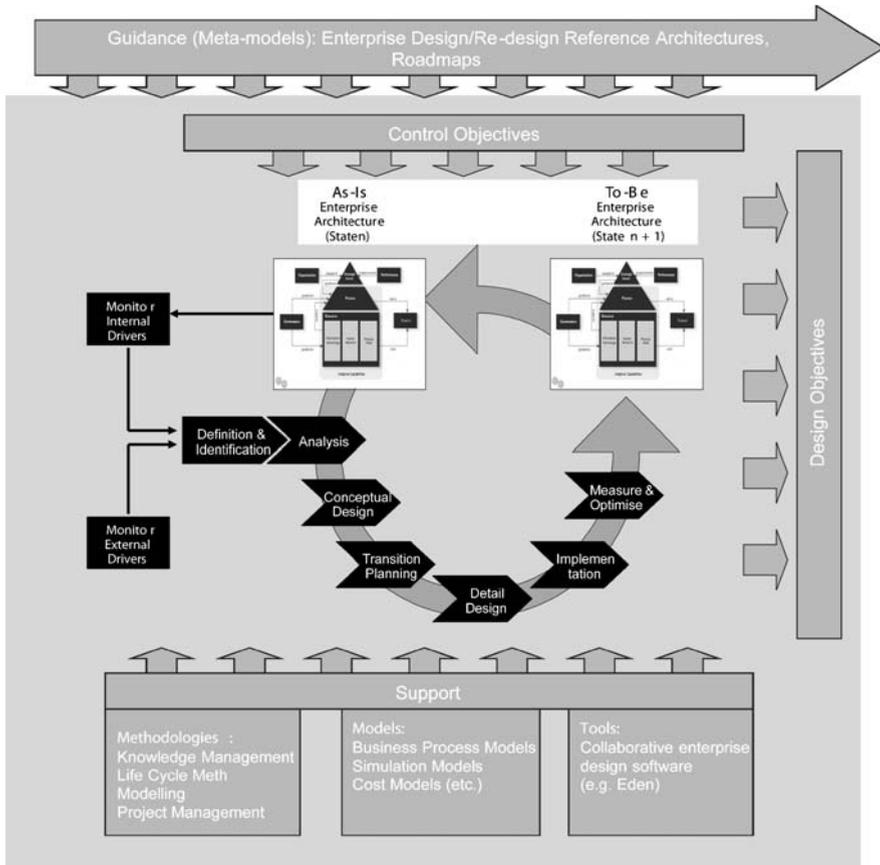 Guidance (Meta-models): Enterprise Design/Re-design Reference Architectures,
Roadmaps
Control Objectives
As-Is
Enterprise
Architecture
(Staten)
To-Be
Enterprise
Architecture
(State n + 1)
Monitor
Internal
Drivers
Definition &
Identification
Analysis
Conceptual
Design
Transition
Planning
Detail
Design
Implemen
tation
Measure &
Optimise
Monitor
External
Drivers
Design Objectives
Support
Methodologies :
Knowledge Management
Life Cycle Meth
Modelling
Project Management
Models:
Business Process Models
Simulation Models
Cost Models (etc.)
Tools:
Collaborative enterprise
design software
(e.g. Eden)